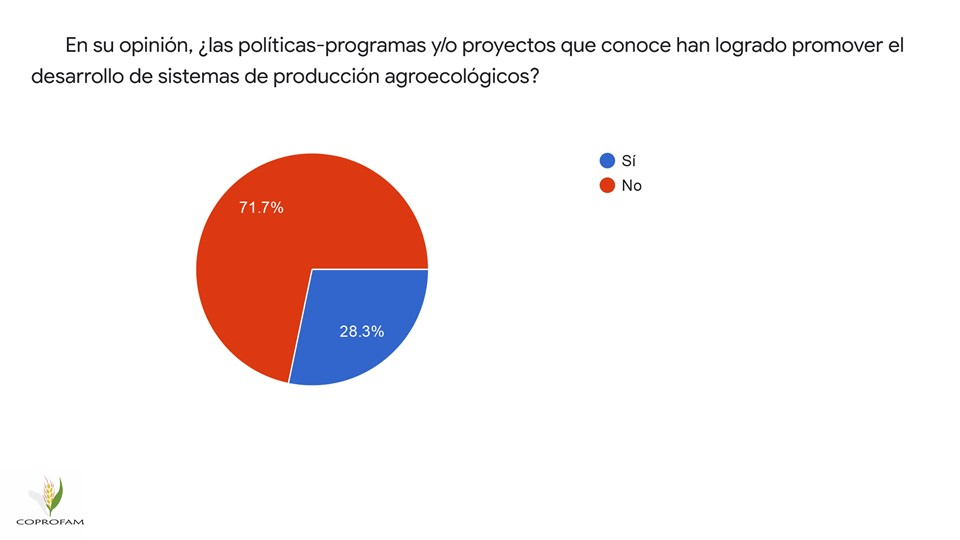 En su opinión, ¿las políticas-programas y/o proyectos que conoce han logrado promover el
desarrollo de sistemas de producción agroecológicos?
Sí
No
71.7%
28.3%
COPROFAM